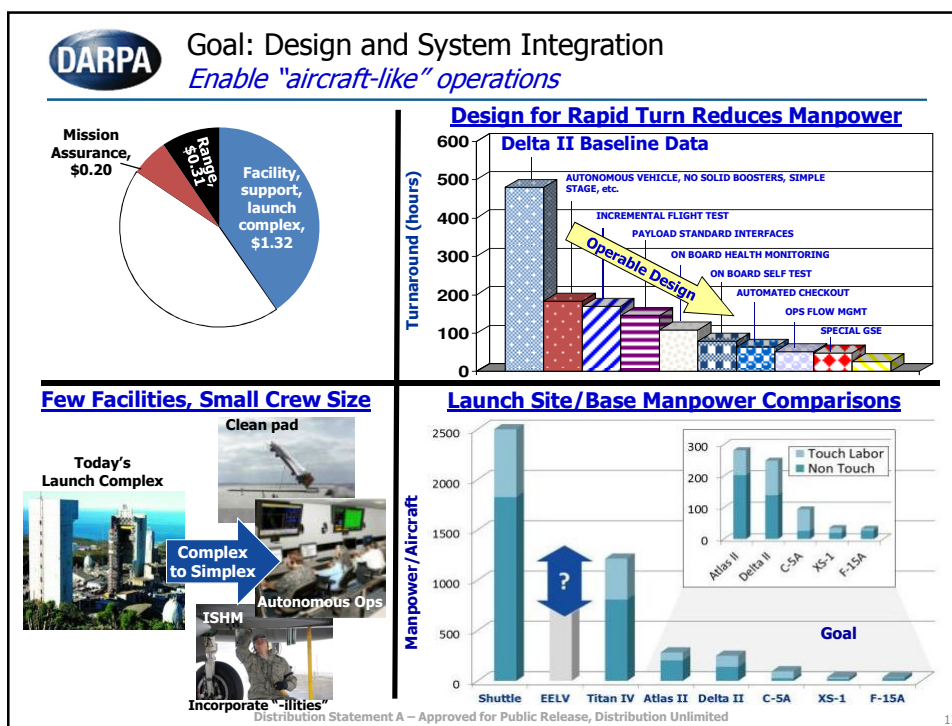 DARPA
Goal: Design and System Integration
Enable “aircraft-like” operations
Mission
Assurance,
$0.20
Range,
$0.31
Facility,
support,
launch
complex,
$1.32
Design for Rapid Turn Reduces Manpower
Delta II Baseline Data
Turnaround (hours)
600
500
400
300
200
100
0
AUTONOMOUS VEHICLE, NO SOLID BOOSTERS, SIMPLE
STAGE, etc.
INCREMENTAL FLIGHT TEST
PAYLOAD STANDARD INTERFACES
ON BOARD HEALTH MONITORING
ON BOARD SELF TEST
AUTOMATED CHECKOUT
OPS FLOW MGMT
SPECIAL GSE
Operable Design
Few Facilities, Small Crew Size
Clean pad
Today’s
Launch Complex
Complex
to Simplex
Autonomous Ops
ISHM
Incorporate “-ilities”
Launch Site/Base Manpower Comparisons
Manpower/Aircraft
2500
2000
1500
1000
500
0
?
300
200
100
0
Touch Labor
Non Touch
Atlas II
Delta II
C-5A
XS-1
F-15A
Goal
Shuttle
EELV
Titan IV
Atlas II
Delta II
C-5A
XS-1
F-15A
Distribution Statement A – Approved for Public Release, Distribution Unlimited
1